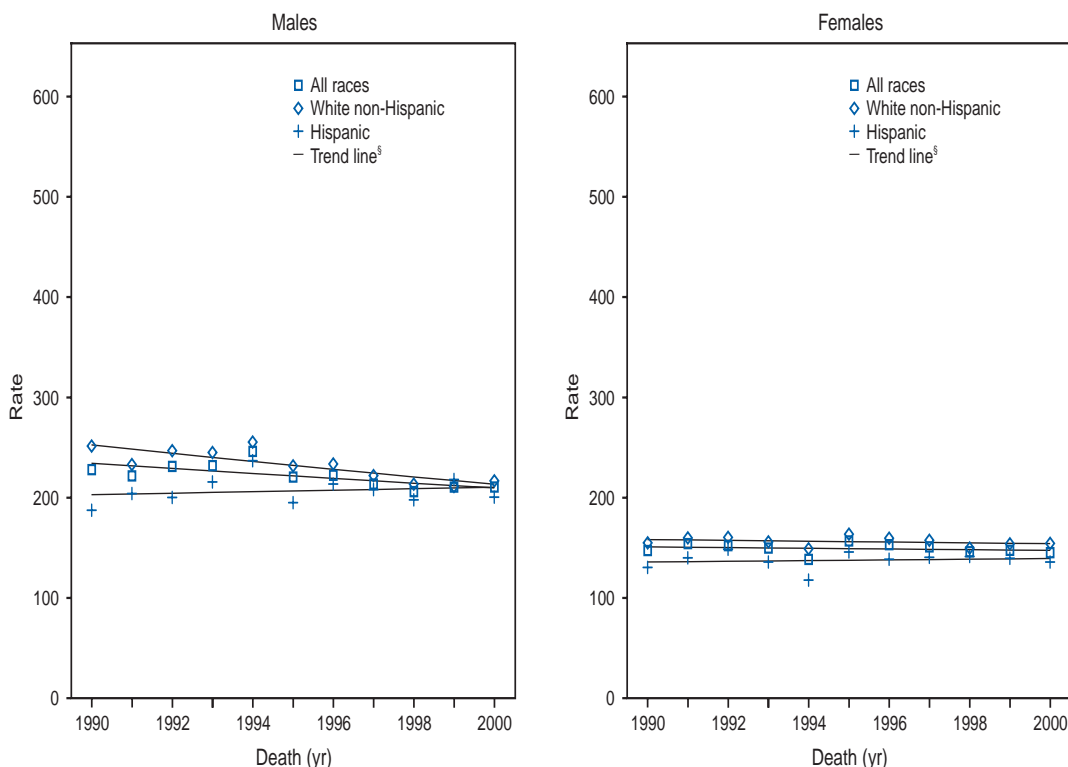 Males
All races
White non-Hispanic
Hispanic
Trend line§
600
500
400
300
200
100
0
Rate
1990 1992 1994 1996 1998 2000
Death (yr)
Females
All races
White non-Hispanic
Hispanic
Trend line§
600
500
400
300
200
100
0
Rate
1990 1992 1994 1996 1998 2000
Death (yr)